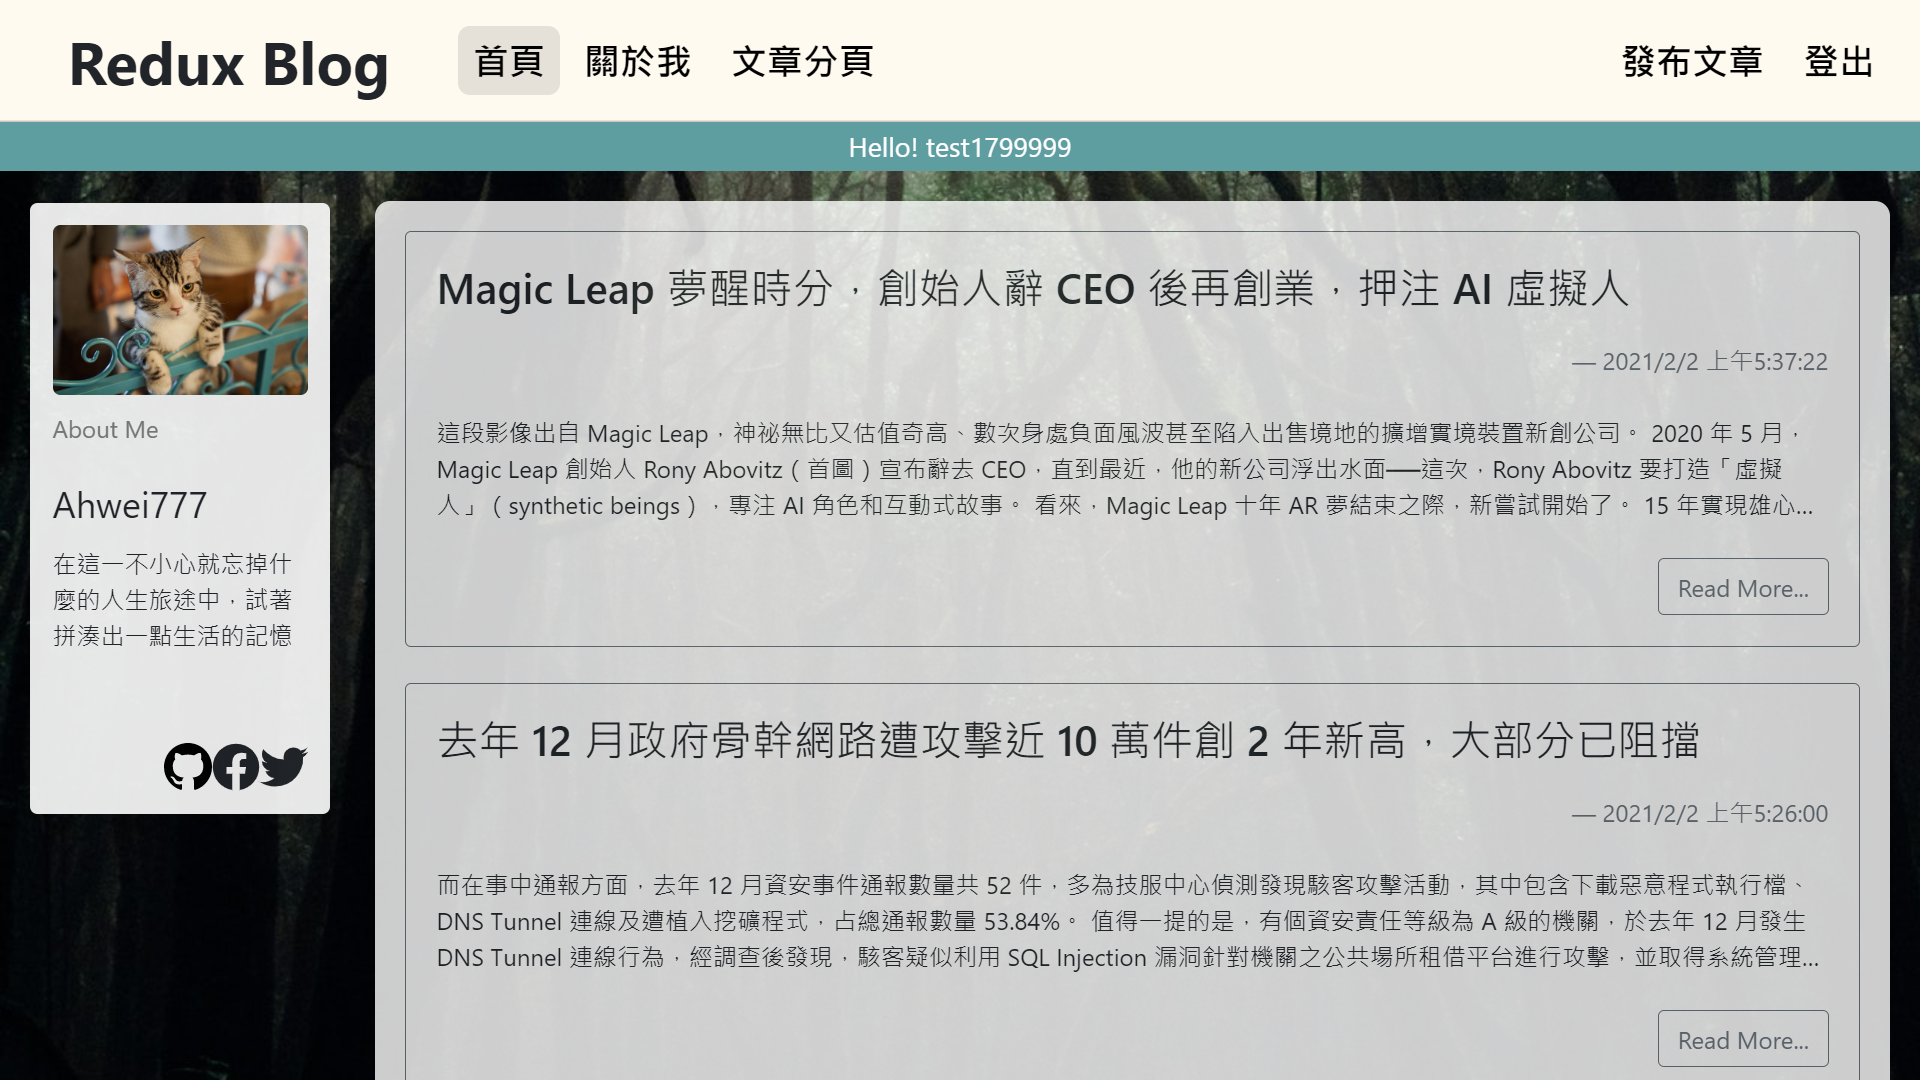 Redux Blog
首頁 關於我 文章分頁
發布文章 登出
Hello! test1799999
About Me
Ahwei777
在這一不小心就忘掉什
麼的人生旅途中，試著
拼湊出一點生活的記憶
Magic Leap 夢醒時分，創始人辭 CEO 後再創業，押注 AI 虛擬人
— 2021/2/2 上午5:37:22
這段影像出自 Magic Leap，神祕無比又估值奇高、數次身處負面風波甚至陷入出售境地的擴增實境裝置新創公司。 2020 年 5 月，
Magic Leap 創始人 Rony Abovitz（首圖）宣布辭去 CEO，直到最近，他的新公司浮出水面──這次，Rony Abovitz 要打造「虛擬
人」（synthetic beings），專注 AI 角色和互動式故事。 看來，Magic Leap 十年 AR 夢結束之際，新嘗試開始了。 15 年實現雄心...
Read More...
去年 12 月政府骨幹網路遭攻擊近 10 萬件創 2 年新高，大部分已阻擋
— 2021/2/2 上午5:26:00
而在事中通報方面，去年 12 月資安事件通報數量共 52 件，多為技服中心偵測發現駭客攻擊活動，其中包含下載惡意程式執行檔、
DNS Tunnel 連線及遭植入挖礦程式，占總通報數量 53.84%。 值得一提的是，有個資安責任等級為 A 級的機關，於去年 12 月發生
DNS Tunnel 連線行為，經調查後發現，駭客疑似利用 SQL Injection 漏洞針對機關之公共場所租借平台進行攻擊，並取得系統管理...
Read More...